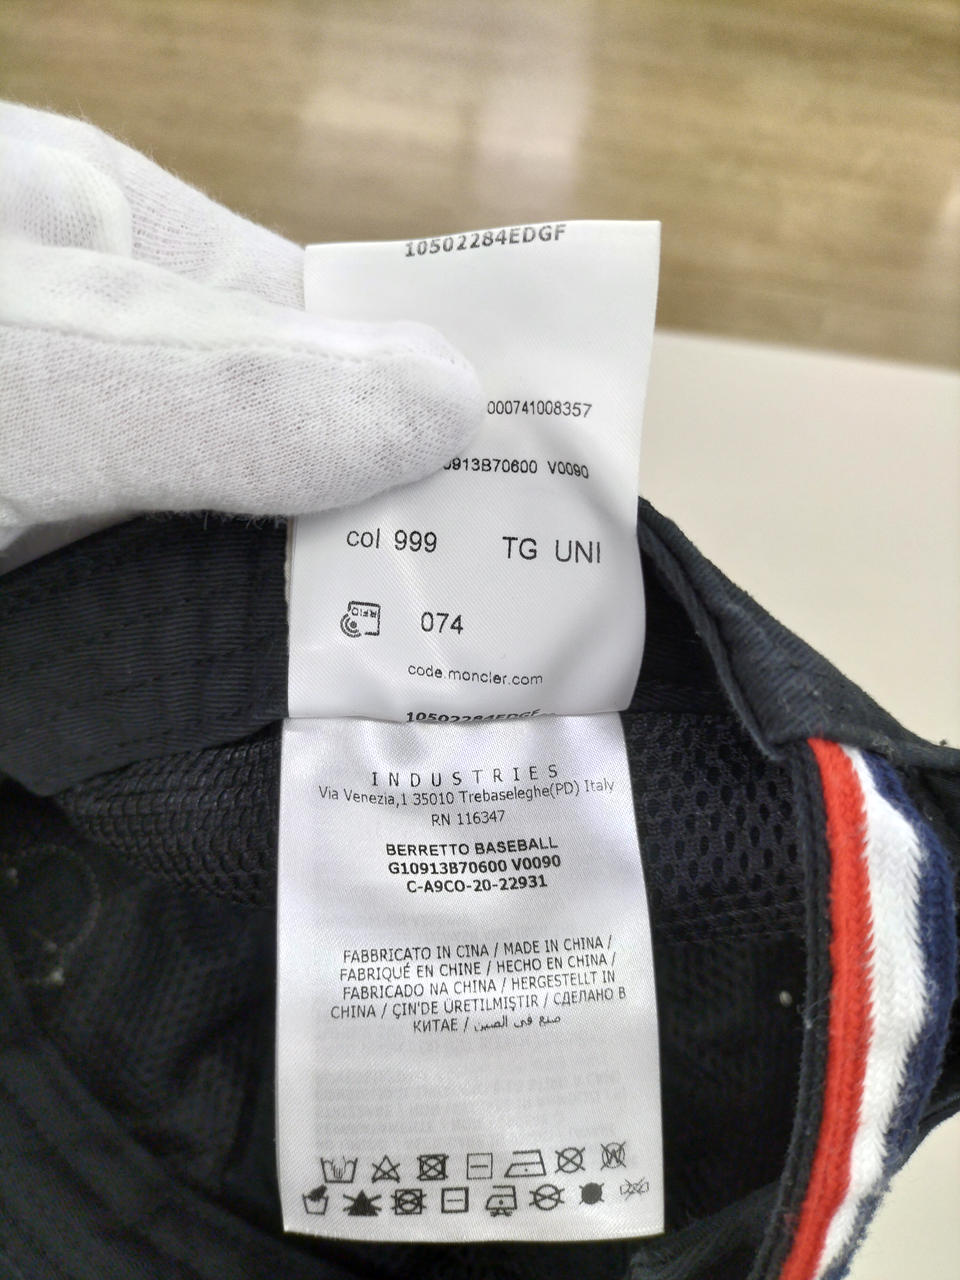 10502284EDGF
000741008357
0913B70600 V0090
col 999 TG UNI
RFID 074
code.moncler.com
10502284EDGF
INDUSTRIES
Via Venezia,1 35010 Trebaseleghe(PD) Italy
RN 116347
BERRETTO BASEBALL
G10913B70600 V0090
C-A9CO-20-22931
FABBRICATO IN CINA / MADE IN CHINA /
FABRIQUÉ EN CHINE / HECHO EN CHINA /
FABRICADO NA CHINA / HERGESTELLT IN
CHINA / ÇIN'DE ÜRETILMIŞTIR / СДЕЛАНО В
КИТАЕ / صنع في الصين